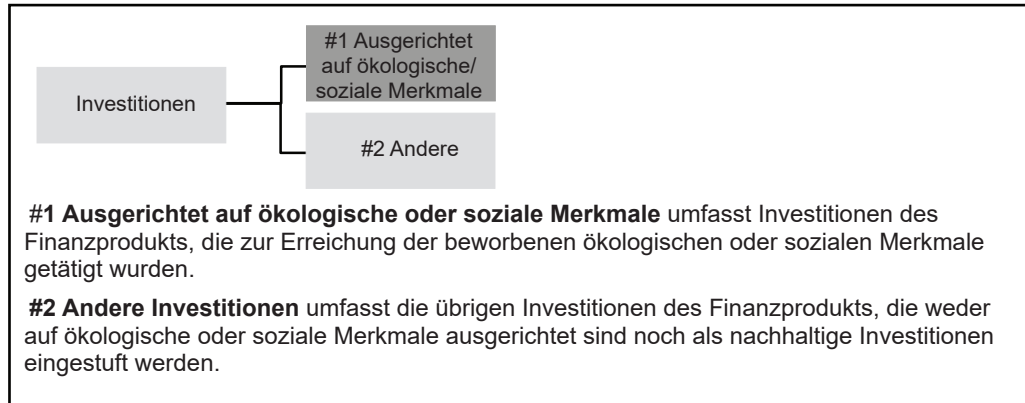 #1 Ausgerichtet
auf ökologische/
soziale Merkmale
Investitionen
#2 Andere
#1 Ausgerichtet auf ökologische oder soziale Merkmale umfasst Investitionen des
Finanzprodukts, die zur Erreichung der beworbenen ökologischen oder sozialen Merkmale
getätigt wurden.
#2 Andere Investitionen umfasst die übrigen Investitionen des Finanzprodukts, die weder
auf ökologische oder soziale Merkmale ausgerichtet sind noch als nachhaltige Investitionen
eingestuft werden.